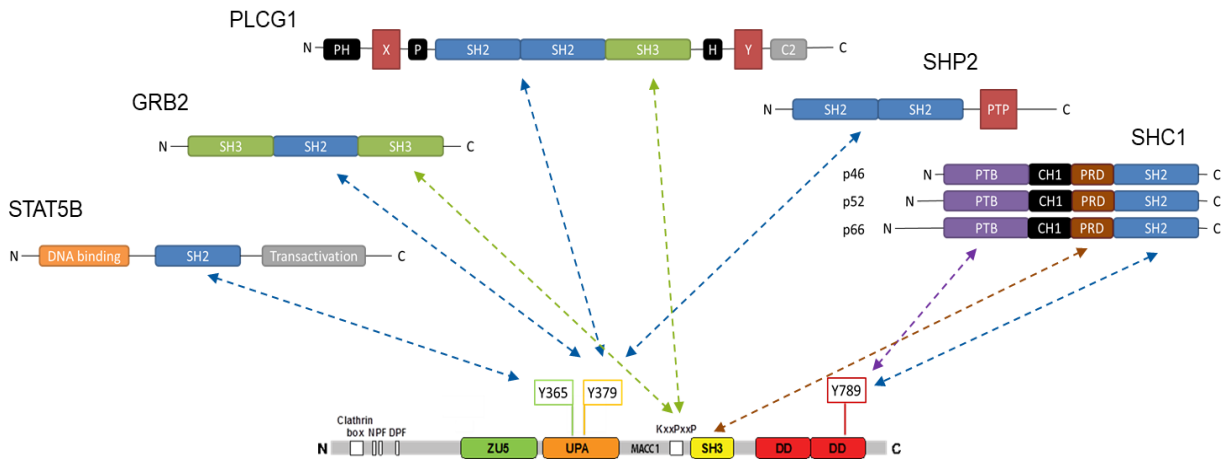 PLCG1
N PH X P SH2 SH2 SH3 H Y C2 C
SHP2
N SH2 SH2 PTP C
GRB2
N SH3 SH2 SH3 C
SHC1
p46 N PTB CH1 PRD SH2 C
p52 N PTB CH1 PRD SH2 C
p66 N PTB CH1 PRD SH2 C
STAT5B
N DNA binding SH2 Transactivation C
Y365 Y379 Y789
Clathrin
box NPF DPF KxxPxxP
N ZU5 UPA MACC1 SH3 DD DD C